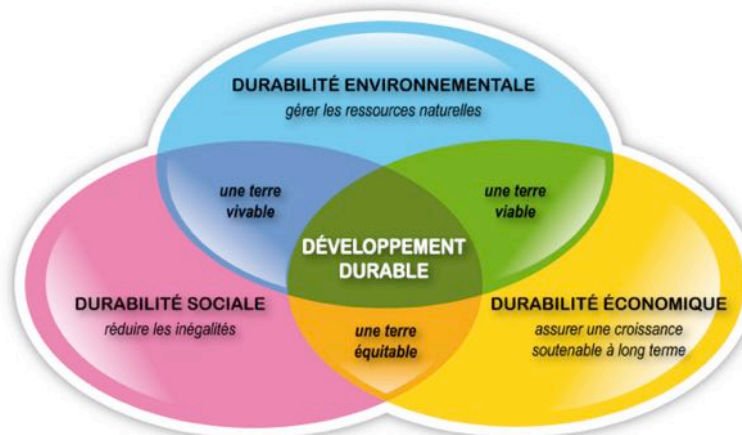 DURABILITÉ ENVIRONNEMENTALE
gérer les ressources naturelles
une terre
vivable
une terre
viable
DÉVELOPPEMENT
DURABLE
DURABILITÉ SOCIALE
réduire les inégalités
DURABILITÉ ÉCONOMIQUE
assurer une croissance
soutenable à long terme
une terre
équitable